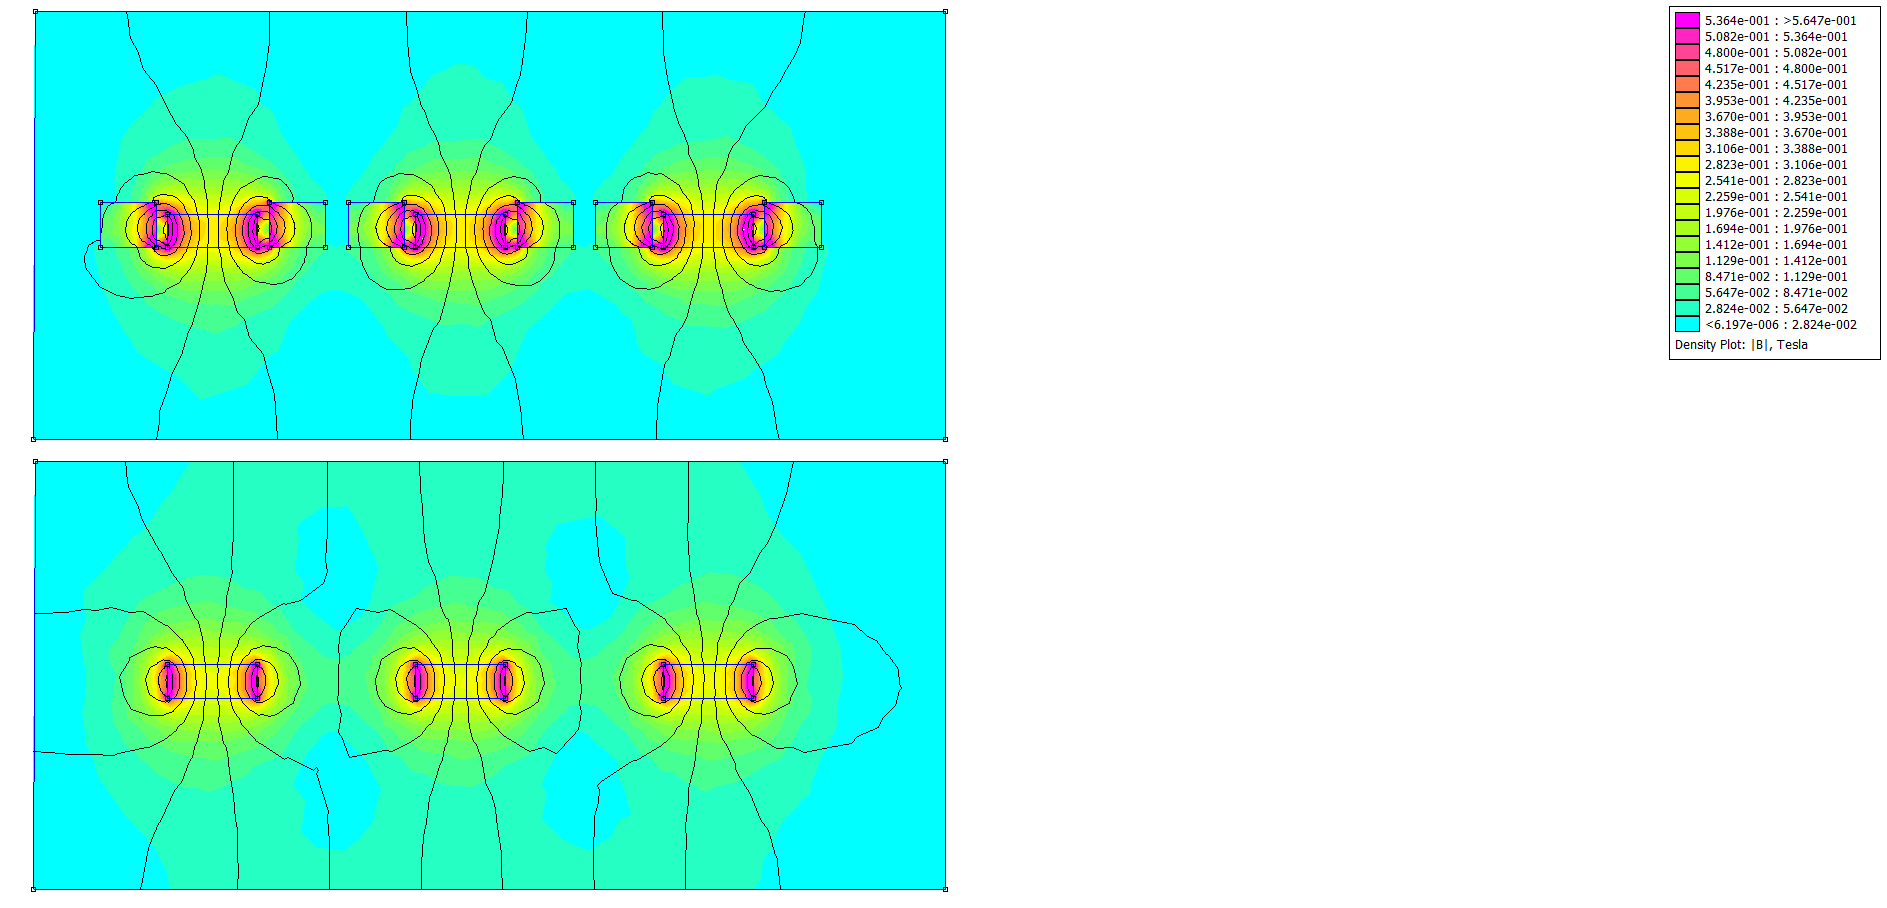 5.364e-001 : >5.647e-001
5.082e-001 : 5.364e-001
4.800e-001 : 5.082e-001
4.517e-001 : 4.800e-001
4.235e-001 : 4.517e-001
3.953e-001 : 4.235e-001
3.670e-001 : 3.953e-001
3.388e-001 : 3.670e-001
3.106e-001 : 3.388e-001
2.823e-001 : 3.106e-001
2.541e-001 : 2.823e-001
2.259e-001 : 2.541e-001
1.976e-001 : 2.259e-001
1.694e-001 : 1.976e-001
1.412e-001 : 1.694e-001
1.129e-001 : 1.412e-001
8.471e-002 : 1.129e-001
5.647e-002 : 8.471e-002
2.824e-002 : 5.647e-002
<6.197e-006 : 2.824e-002
Density Plot: |B|, Tesla